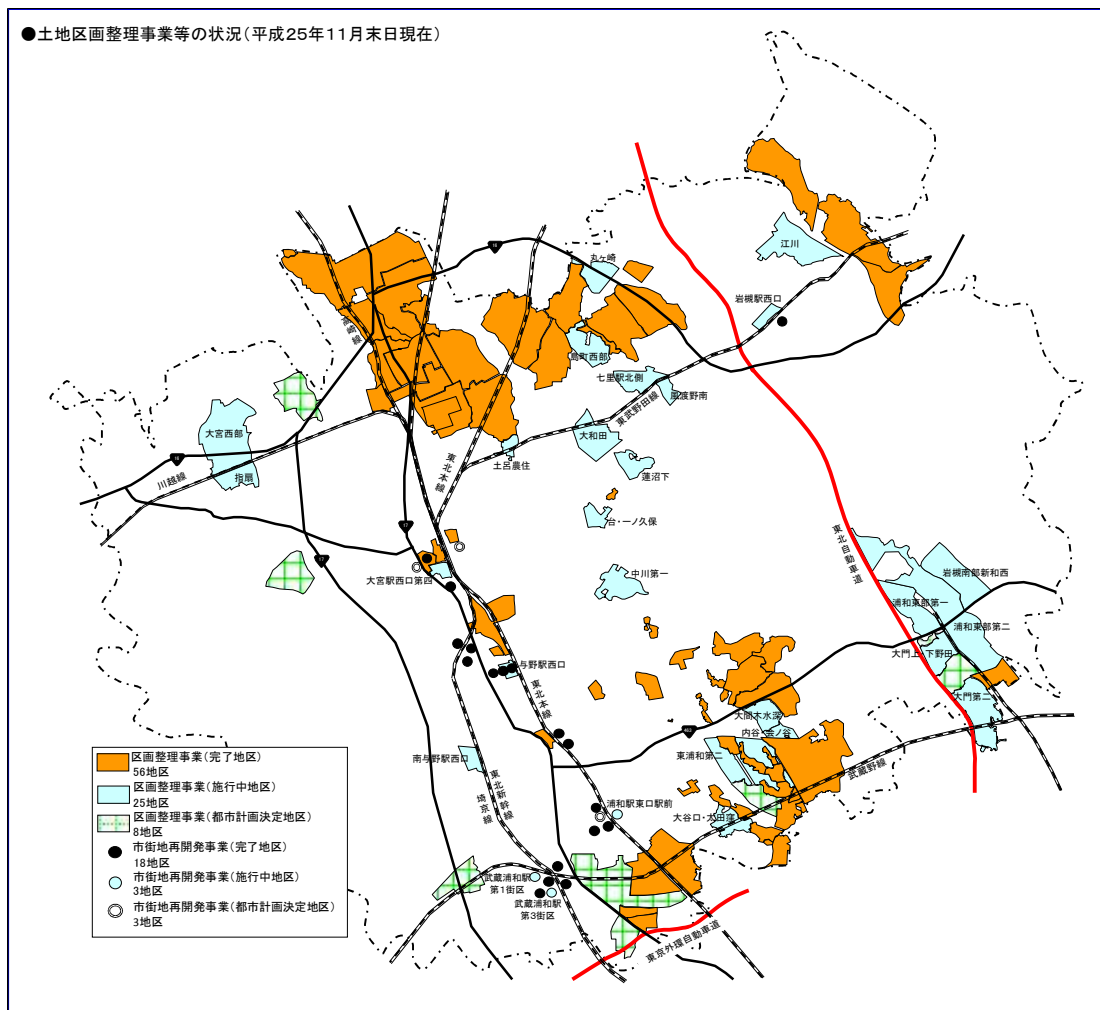 ●土地区画整理事業等の状況(平成25年11月末日現在)
江川
丸ヶ崎
16
岩槻駅西口
高崎線
島町西部
七里駅北側
風渡野南
東武野田線
大宮西部
大和田
東北本線
土呂農住
蓮沼下
指扇
16
川越線
台・一ノ久保
東北自動車道
17
大宮駅西口第四
中川第一
岩槻南部新和西
浦和東部第一
浦和東部第二
大門上・下野田
与野駅西口
大門第二
東北本線
大間木水深
463
内谷・会ノ谷
東浦和第二
南与野駅西口
武蔵野線
東北新幹線
埼京線
浦和駅東口駅前
大谷口・太田窪
武蔵浦和駅
第1街区
武蔵浦和駅
第3街区
東京外環自動車道
区画整理事業(完了地区)
56地区
区画整理事業(施行中地区)
25地区
区画整理事業(都市計画決定地区)
8地区
市街地再開発事業(完了地区)
18地区
市街地再開発事業(施行中地区)
3地区
市街地再開発事業(都市計画決定地区)
3地区